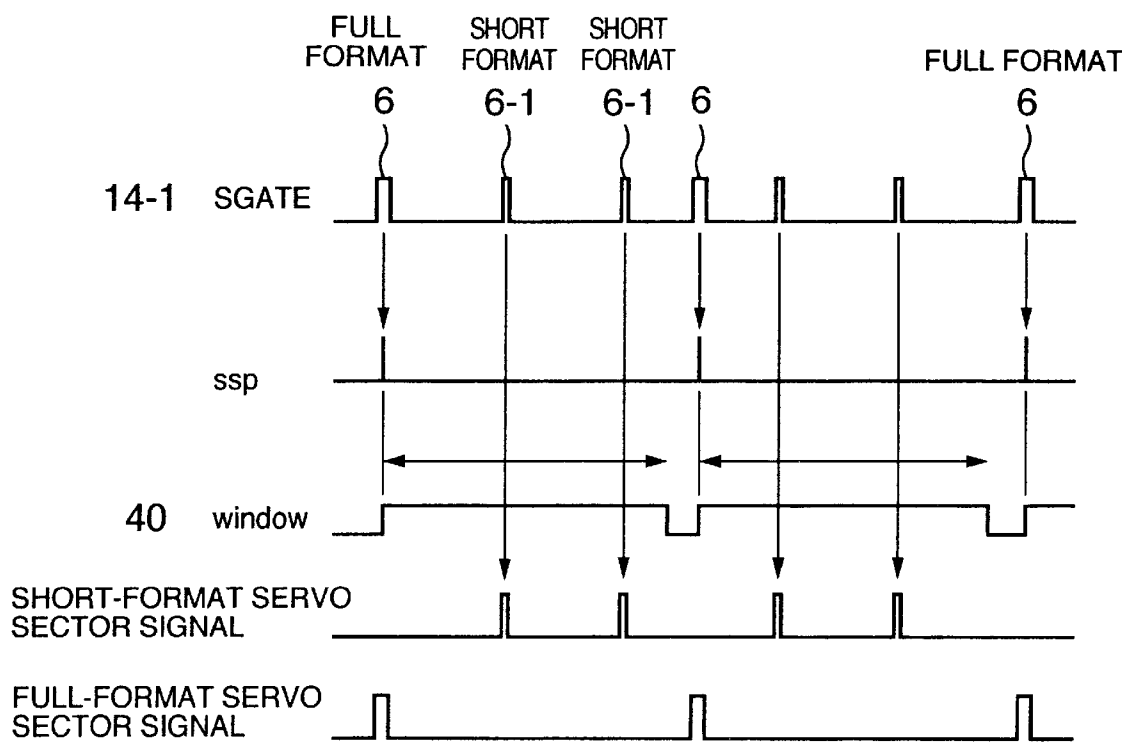 FULL FORMAT
SHORT FORMAT
SHORT FORMAT
FULL FORMAT
6
6-1
6-1
6
6
14-1 SGATE
ssp
40 window
SHORT-FORMAT SERVO
SECTOR SIGNAL
FULL-FORMAT SERVO
SECTOR SIGNAL